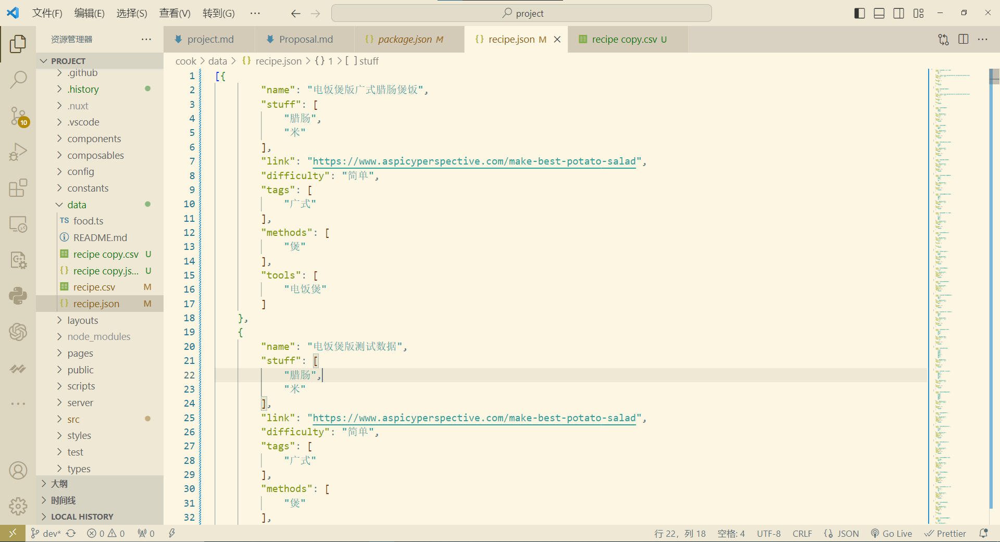 文件(F) 编辑(E) 选择(S) 查看(V) 转到(G) ··· project
资源管理器 ···
project.md Proposal.md package.json M recipe.json M recipe copy.csv U ···
cook > data > {} recipe.json > {} 1 > [ ] stuff
PROJECT
.github
.history
.nuxt
.vscode
components
composables
config
constants
data
TS food.ts
README.md
recipe copy.csv U
{} recipe copy.js... U
recipe.csv M
{} recipe.json M
layouts
node_modules
pages
public
scripts
server
src
styles
test
types
大纲
时间线
LOCAL HISTORY
10
1 [{
2 "name": "电饭煲版广式腊肠煲饭",
3 "stuff": [
4 "腊肠",
5 "米"
6 ],
7 "link": "https://www.aspicyperspective.com/make-best-potato-salad",
8 "difficulty": "简单",
9 "tags": [
10 "广式"
11 ],
12 "methods": [
13 "煲"
14 ],
15 "tools": [
16 "电饭煲"
17 ]
18 },
19 {
20 "name": "电饭煲版测试数据",
21 "stuff": [
22 "腊肠",
23 "米"
24 ],
25 "link": "https://www.aspicyperspective.com/make-best-potato-salad",
26 "difficulty": "简单",
27 "tags": [
28 "广式"
29 ],
30 "methods": [
31 "煲"
32 ],
dev* 0 0 0 行 22，列 18 空格: 4 UTF-8 CRLF {} JSON Go Live Prettier